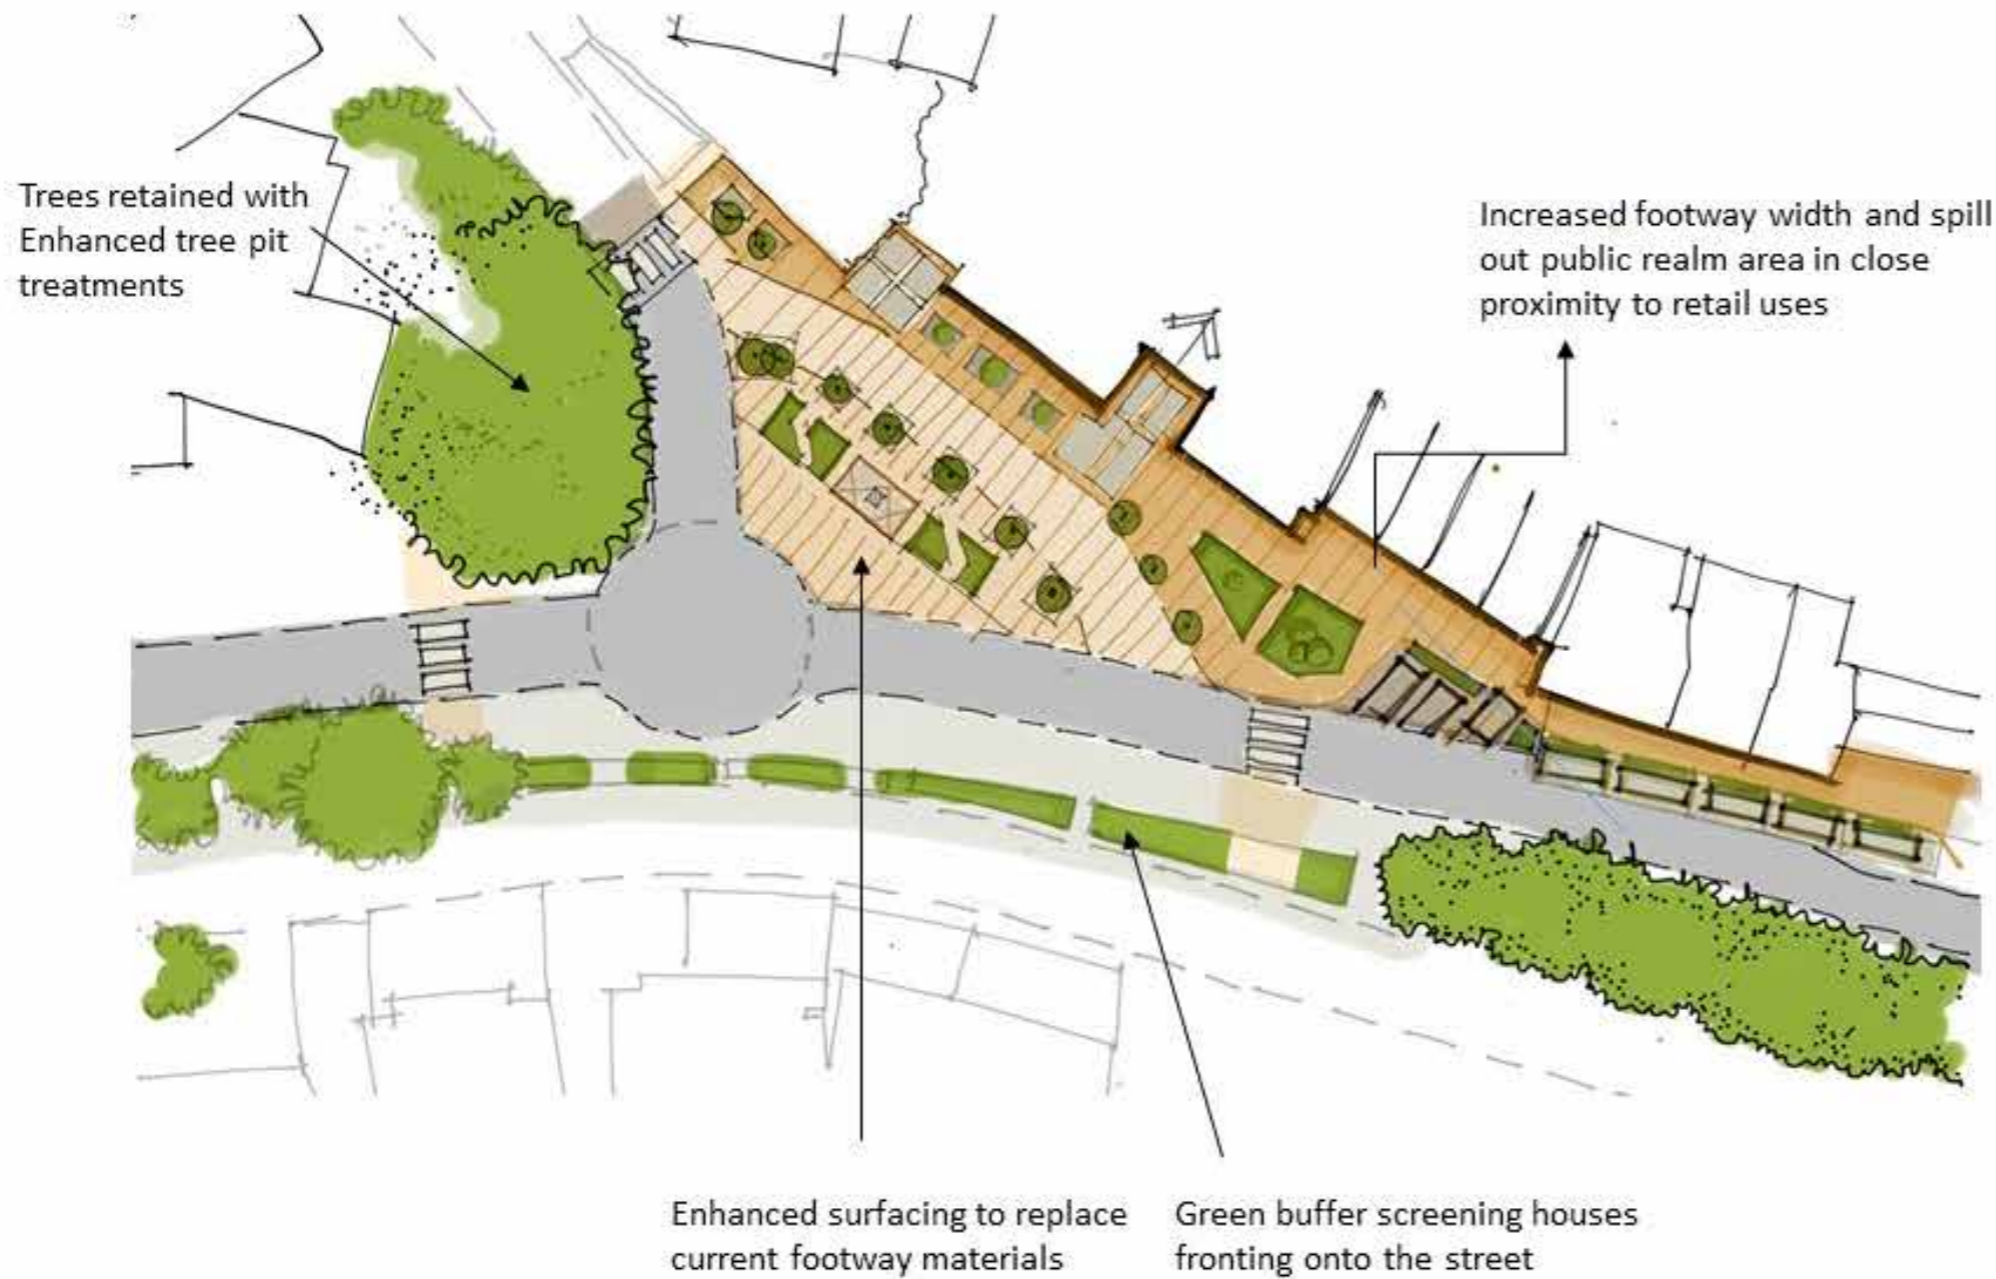 Trees retained with
Enhanced tree pit
treatments
Increased footway width and spill
out public realm area in close
proximity to retail uses
Enhanced surfacing to replace
current footway materials
Green buffer screening houses
fronting onto the street